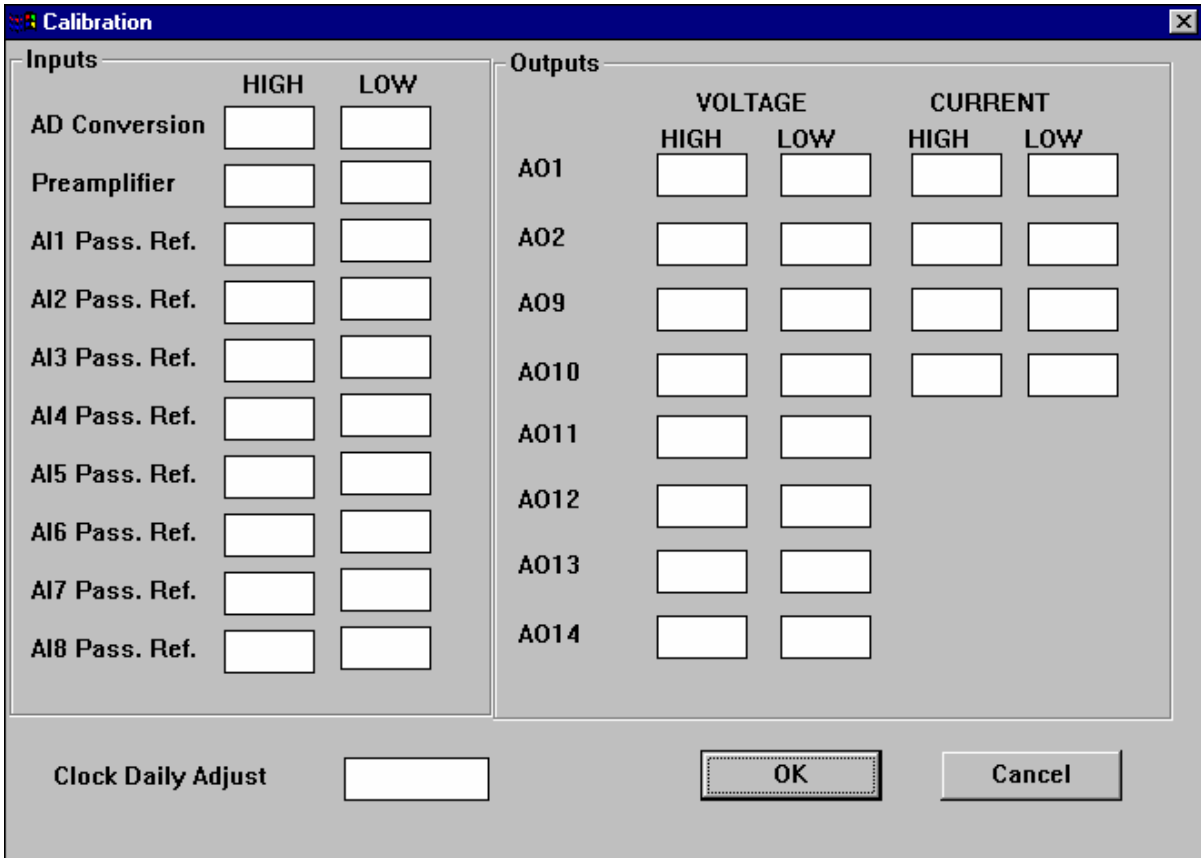 Calibration
Inputs
HIGH LOW
AD Conversion
Preamplifier
AI1 Pass. Ref.
AI2 Pass. Ref.
AI3 Pass. Ref.
AI4 Pass. Ref.
AI5 Pass. Ref.
AI6 Pass. Ref.
AI7 Pass. Ref.
AI8 Pass. Ref.
Outputs
VOLTAGE CURRENT
HIGH LOW HIGH LOW
AO1
AO2
AO9
AO10
AO11
AO12
AO13
AO14
Clock Daily Adjust
OK
Cancel